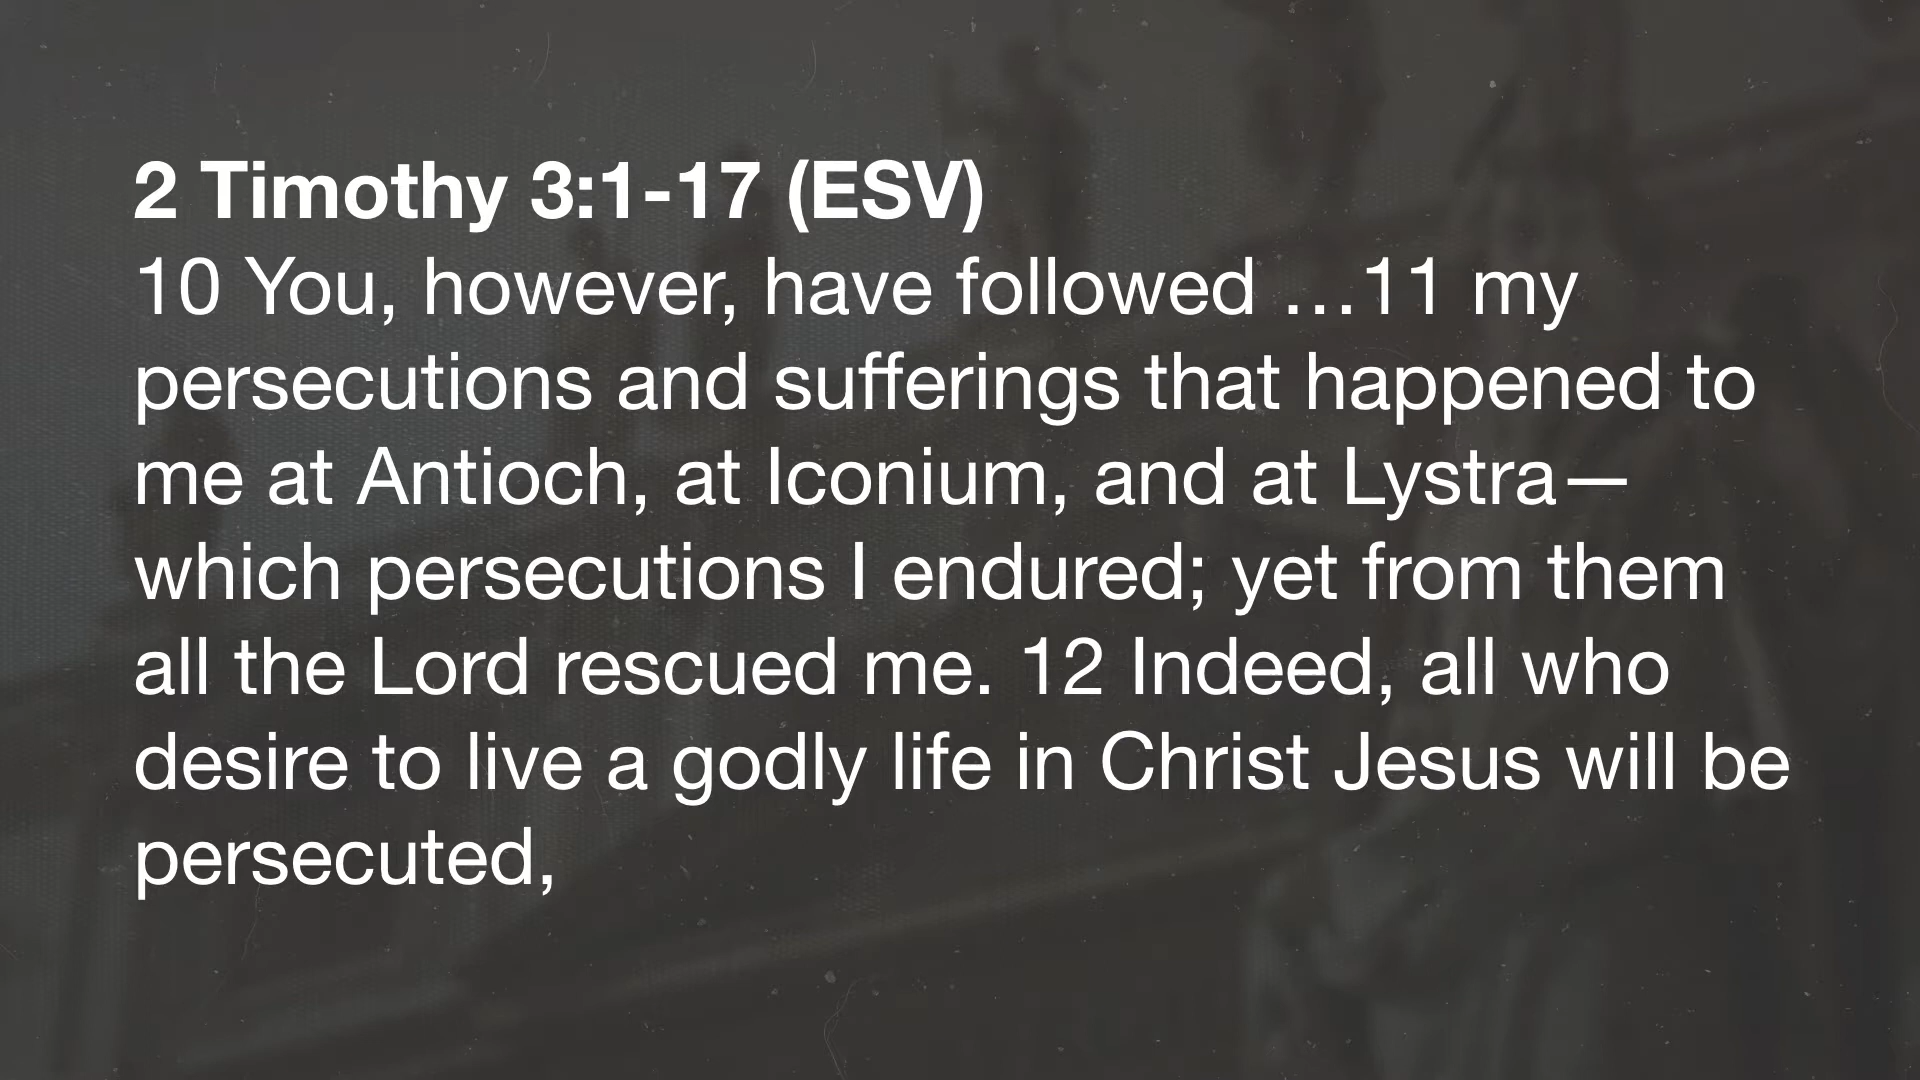 2 Timothy 3:1-17 (ESV)
10 You, however, have followed …11 my
persecutions and sufferings that happened to
me at Antioch, at Iconium, and at Lystra—
which persecutions I endured; yet from them
all the Lord rescued me. 12 Indeed, all who
desire to live a godly life in Christ Jesus will be
persecuted,